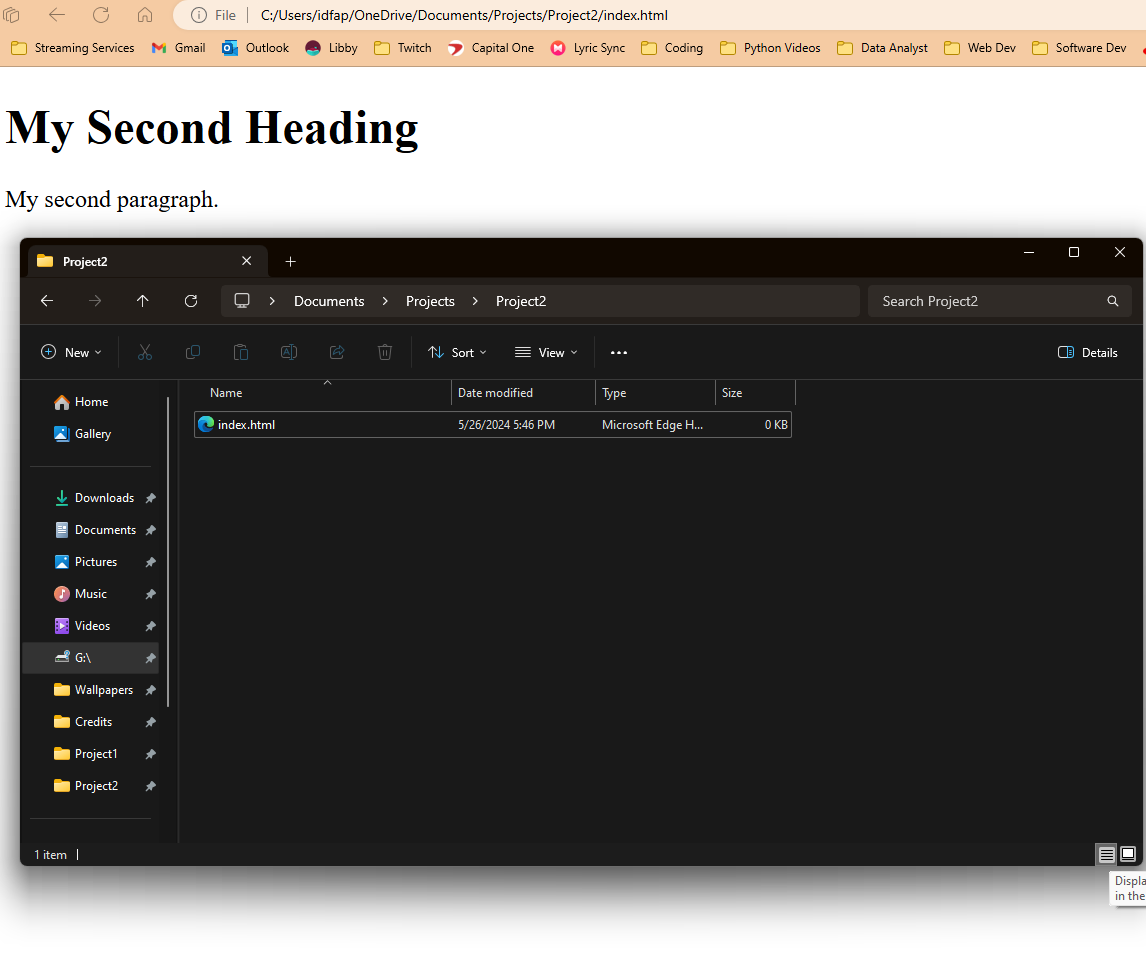 File C:/Users/idfap/OneDrive/Documents/Projects/Project2/index.html
Streaming Services Gmail Outlook Libby Twitch Capital One Lyric Sync Coding Python Videos Data Analyst Web Dev Software Dev
My Second Heading
My second paragraph.
Project2
Documents Projects Project2 Search Project2
New Sort View Details
Name Date modified Type Size
Home
index.html 5/26/2024 5:46 PM Microsoft Edge H... 0 KB
Gallery
Downloads
Documents
Pictures
Music
Videos
G:\
Wallpapers
Credits
Project1
Project2
1 item
Displa
in the